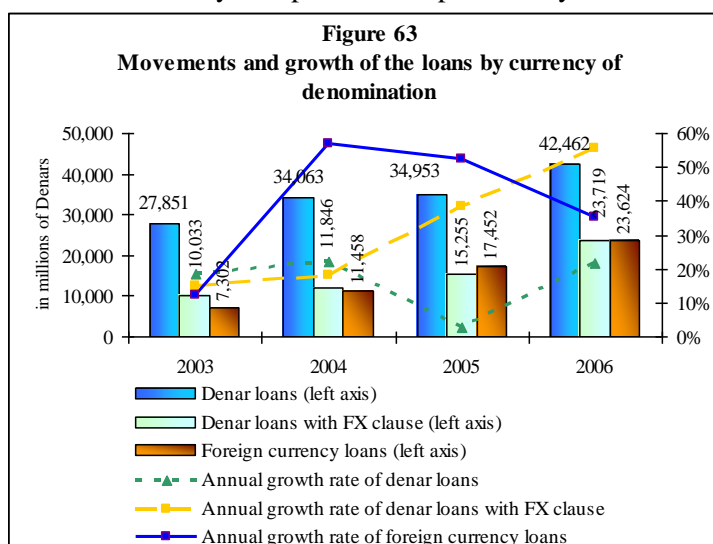 Figure 63
Movements and growth of the loans by currency of
denomination
in millions of Denars
50,000
40,000
30,000
20,000
10,000
0
60%
50%
40%
30%
20%
10%
0%
27,851
10,033
7,302
34,063
11,846
11,458
34,953
15,255
17,452
42,462
23,719
23,624
2003
2004
2005
2006
Denar loans (left axis)
Denar loans with FX clause (left axis)
Foreign currency loans (left axis)
Annual growth rate of denar loans
Annual growth rate of denar loans with FX clause
Annual growth rate of foreign currency loans